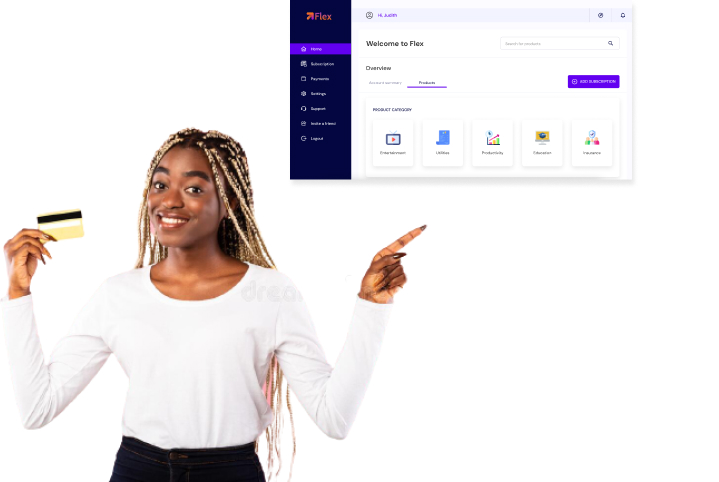 Flex
Hi, Judith
Home
Subscription
Payments
Settings
Support
Invite a friend
Logout
Welcome to Flex
Search for products
Overview
Account summary
Products
ADD SUBSCRIPTION
PRODUCT CATEGORY
Entertainment
Utilities
Productivity
Education
Insurance